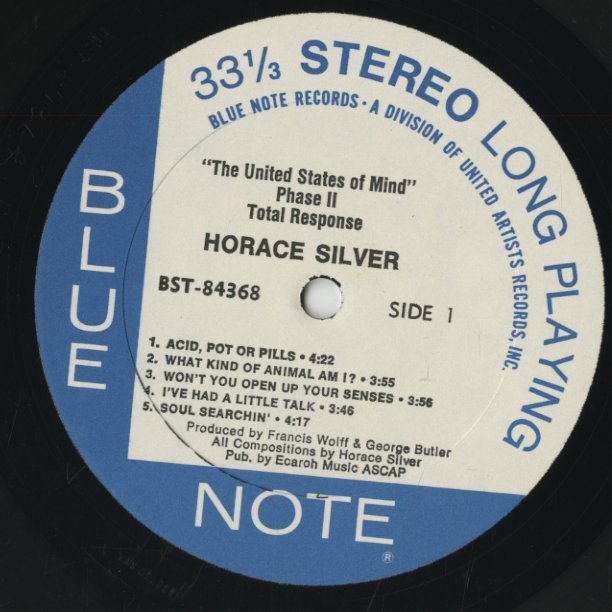 33⅓ STEREO LONG PLAYING
BLUE NOTE RECORDS • A DIVISION OF UNITED ARTISTS RECORDS, INC.
"The United States of Mind"
Phase II
Total Response
HORACE SILVER
BST-84368
SIDE 1
1. ACID, POT OR PILLS • 4:22
2. WHAT KIND OF ANIMAL AM I? • 3:55
3. WON'T YOU OPEN UP YOUR SENSES • 3:56
4. I'VE HAD A LITTLE TALK • 3:46
5. SOUL SEARCHIN' • 4:17
Produced by Francis Wolff & George Butler
All Compositions by Horace Silver
Pub. by Ecaroh Music ASCAP
BLUE
NOTE ®